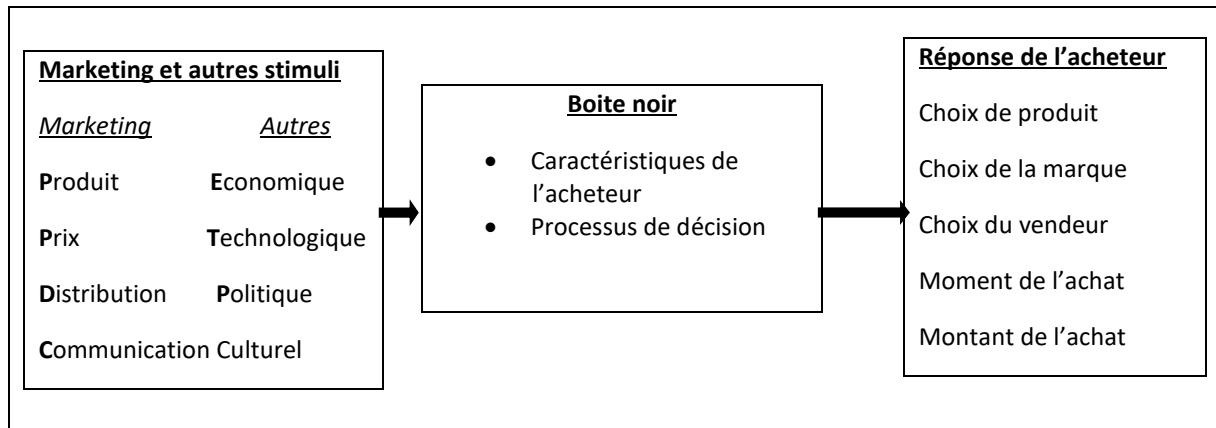 Marketing et autres stimuli
Marketing Autres
Produit Economique
Prix Technologique
Distribution Politique
Communication Culturel
Boite noir
• Caractéristiques de
l’acheteur
• Processus de décision
Réponse de l’acheteur
Choix de produit
Choix de la marque
Choix du vendeur
Moment de l’achat
Montant de l’achat